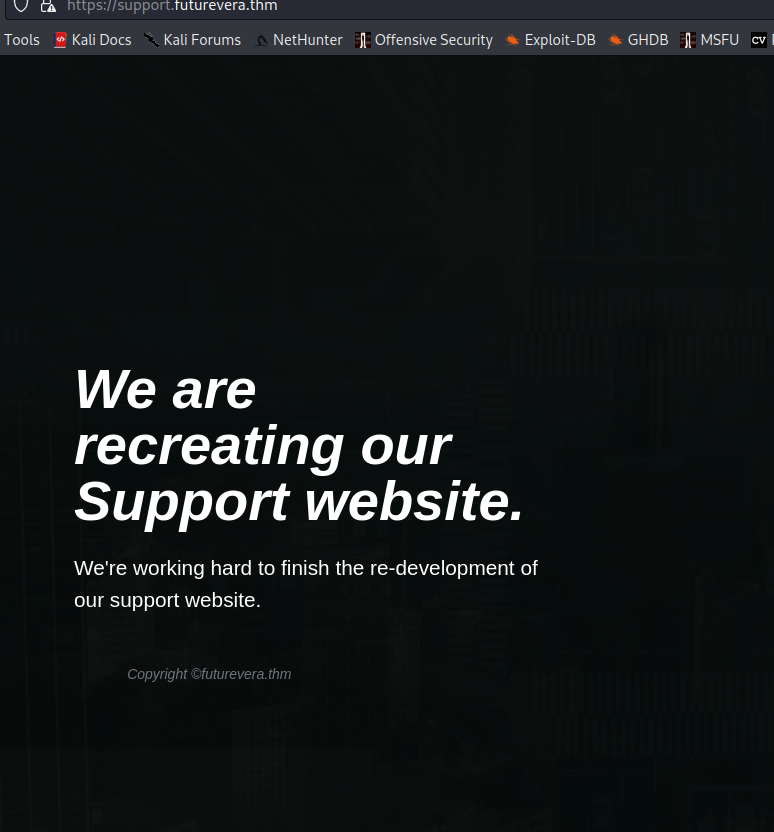 https://support.futurevera.thm
Tools Kali Docs Kali Forums NetHunter Offensive Security Exploit-DB GHDB MSFU CV
We are
recreating our
Support website.
We're working hard to finish the re-development of
our support website.
Copyright ©futurevera.thm